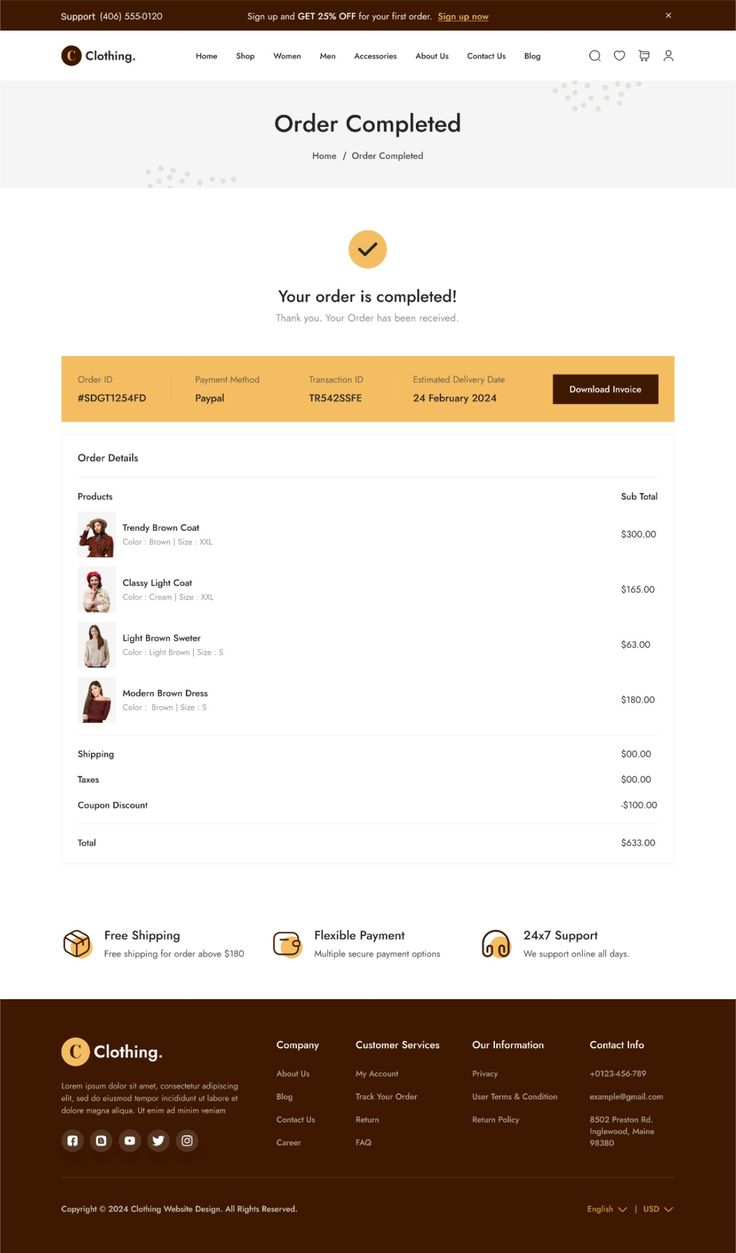 Support (406) 555-0120
Sign up and GET 25% OFF for your first order. Sign up now
C Clothing.
Home Shop Women Men Accessories About Us Contact Us Blog
Order Completed
Home / Order Completed
Your order is completed!
Thank you. Your Order has been received.
Order ID
#SDGT1254FD
Payment Method
Paypal
Transaction ID
TR542SSFE
Estimated Delivery Date
24 February 2024
Download Invoice
Order Details
Products Sub Total
Trendy Brown Coat
Color : Brown | Size : XXL
$300.00
Classy Light Coat
Color : Cream | Size : XXL
$165.00
Light Brown Sweter
Color : Light Brown | Size : S
$63.00
Modern Brown Dress
Color : Brown | Size : S
$180.00
Shipping $00.00
Taxes $00.00
Coupon Discount -$100.00
Total $633.00
Free Shipping
Free shipping for order above $180
Flexible Payment
Multiple secure payment options
24x7 Support
We support online all days.
C Clothing.
Lorem ipsum dolor sit amet, consectetur adipiscing
elit, sed do eiusmod tempor incididunt ut labore et
dolore magna aliqua. Ut enim ad minim veniam
Company
About Us
Blog
Contact Us
Career
Customer Services
My Account
Track Your Order
Return
FAQ
Our Information
Privacy
User Terms & Condition
Return Policy
Contact Info
+0123-456-789
example@gmail.com
8502 Preston Rd.
Inglewood, Maine
98380
Copyright © 2024 Clothing Website Design. All Rights Reserved.
English | USD